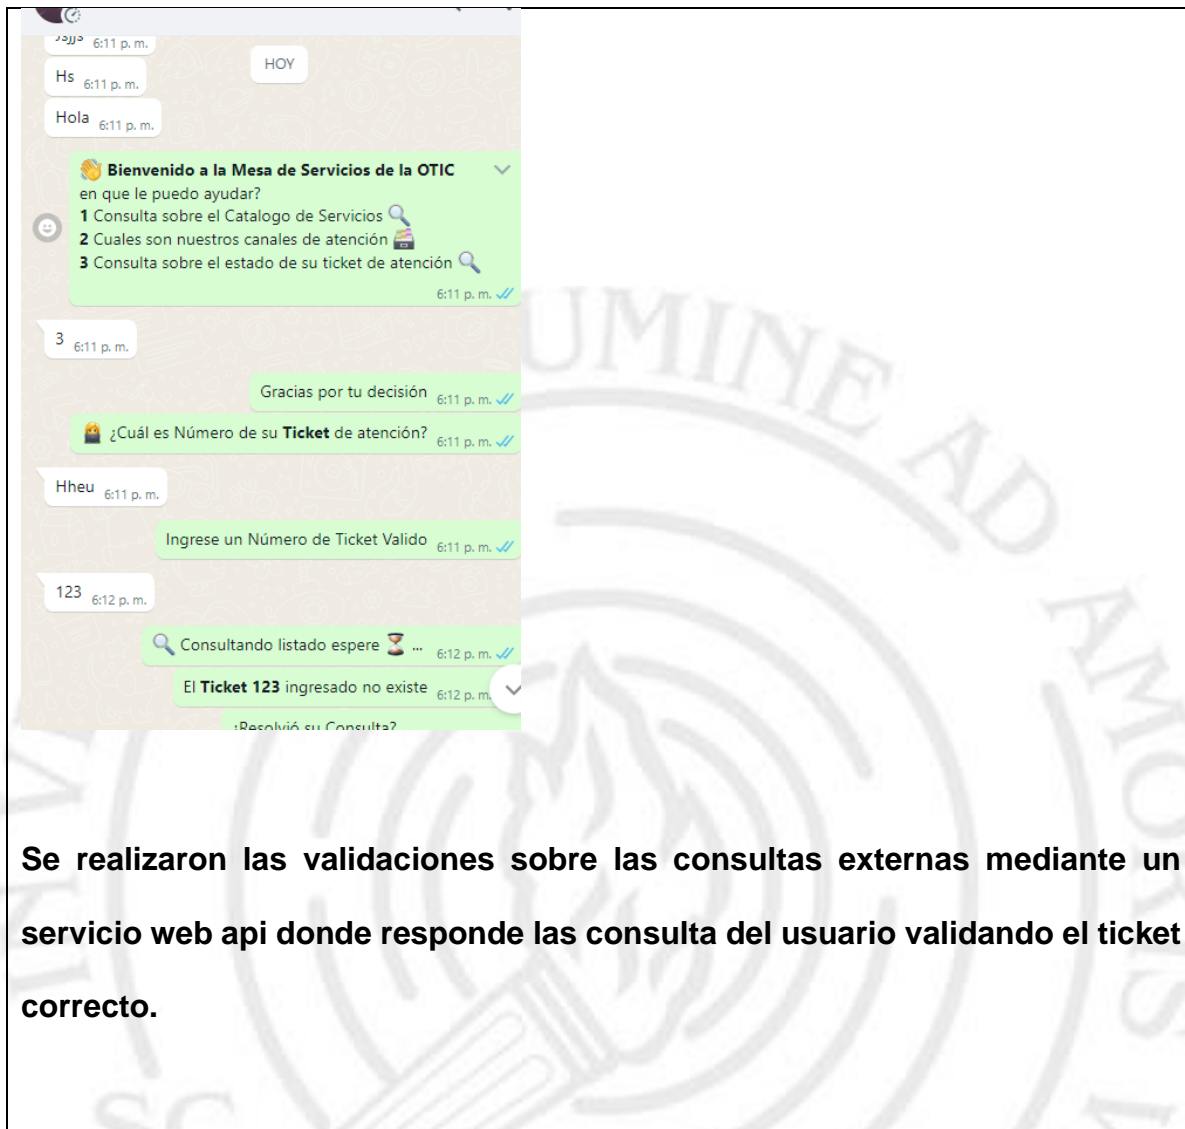 6:11 p. m.
HOY
Hs 6:11 p. m.
Hola 6:11 p. m.
👋 Bienvenido a la Mesa de Servicios de la OTIC
en que le puedo ayudar?
1 Consulta sobre el Catalogo de Servicios 🔍
2 Cuales son nuestros canales de atención 🗃️
3 Consulta sobre el estado de su ticket de atención 🔍
6:11 p. m.
3 6:11 p. m.
Gracias por tu decisión 6:11 p. m.
¿Cuál es Número de su Ticket de atención? 6:11 p. m.
Hheu 6:11 p. m.
Ingrese un Número de Ticket Valido 6:11 p. m.
123 6:12 p. m.
🔍 Consultando listado espere ⏳ ... 6:12 p. m.
El Ticket 123 ingresado no existe 6:12 p. m.
¿Resolvió su Consulta?
UMINE AD AMORIS
Se realizaron las validaciones sobre las consultas externas mediante un
servicio web api donde responde las consulta del usuario validando el ticket
correcto.